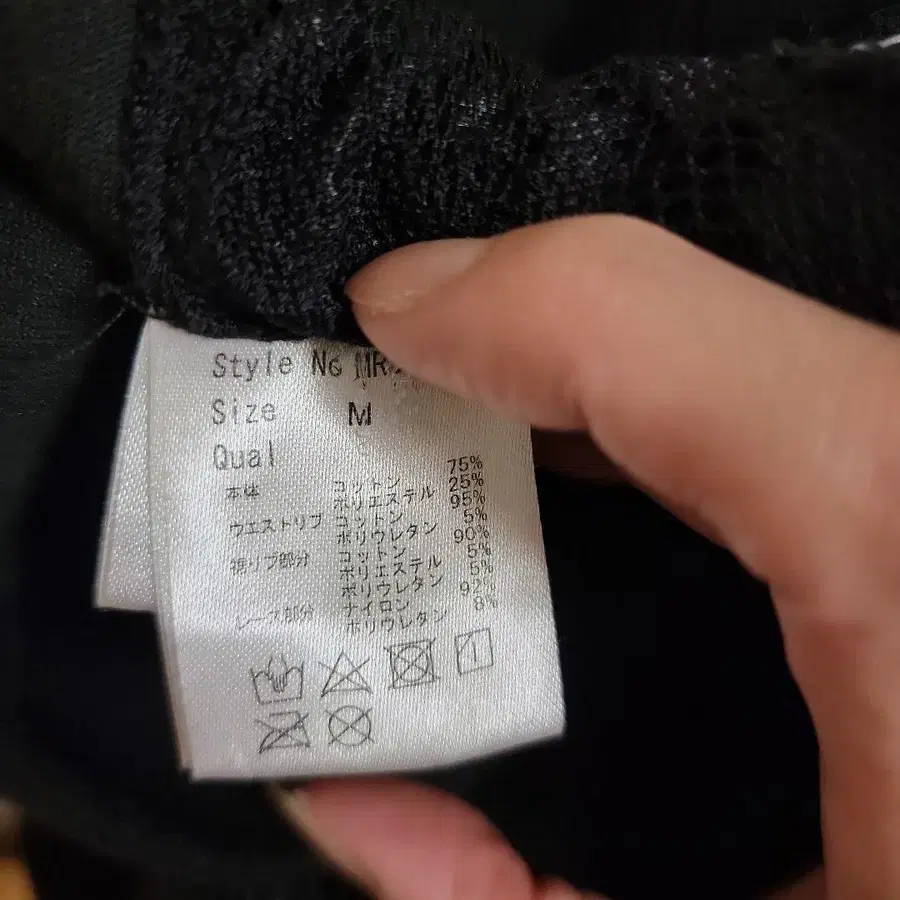 Style No MR
Size M
Qual
本体 コットン 75%
ポリエステル 25%
ウエストリブ コットン 95%
ポリウレタン 5%
裾リブ部分 コットン 90%
ポリエステル 5%
ポリウレタン 5%
レース部分 ナイロン 92%
ポリウレタン 8%